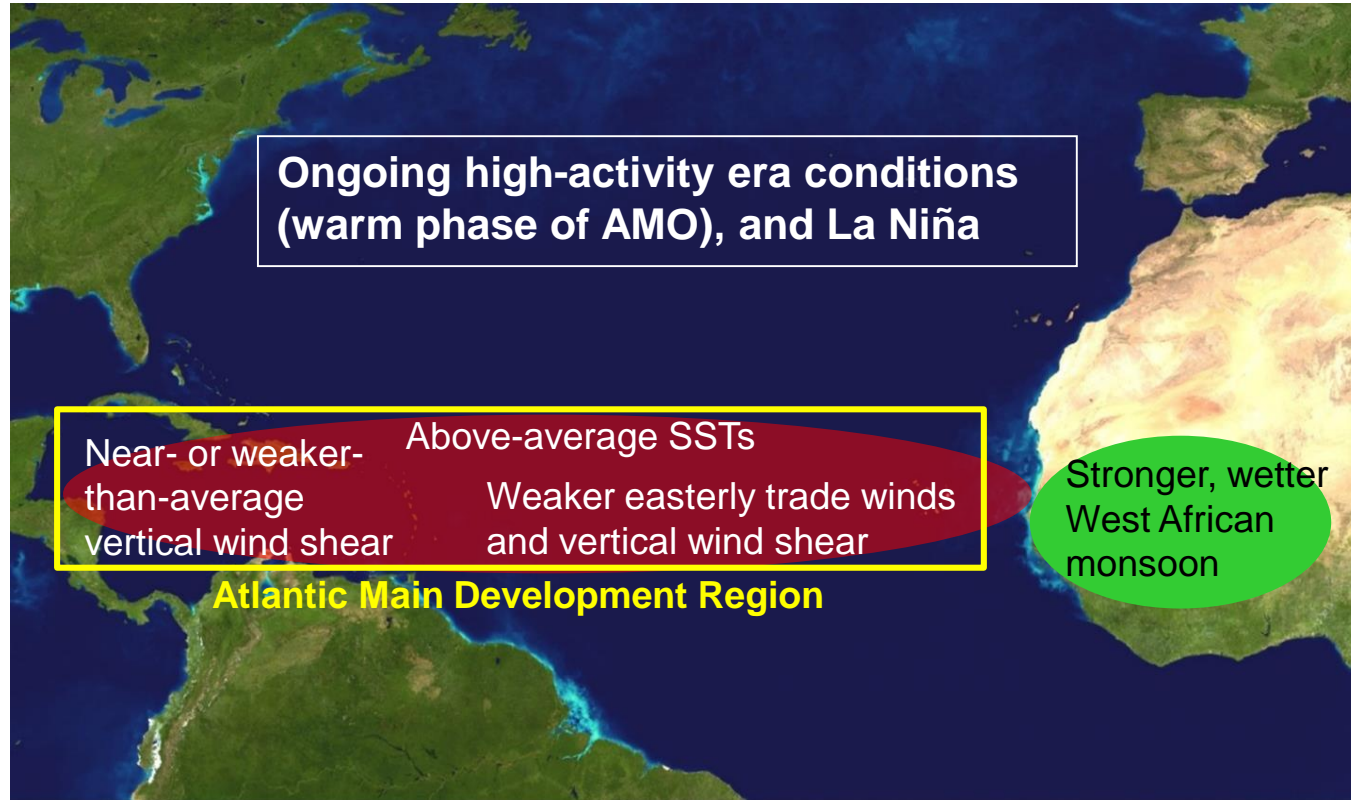 Ongoing high-activity era conditions
(warm phase of AMO), and La Niña
Near- or weaker-
than-average
vertical wind shear
Above-average SSTs
Weaker easterly trade winds
and vertical wind shear
Stronger, wetter
West African
monsoon
Atlantic Main Development Region